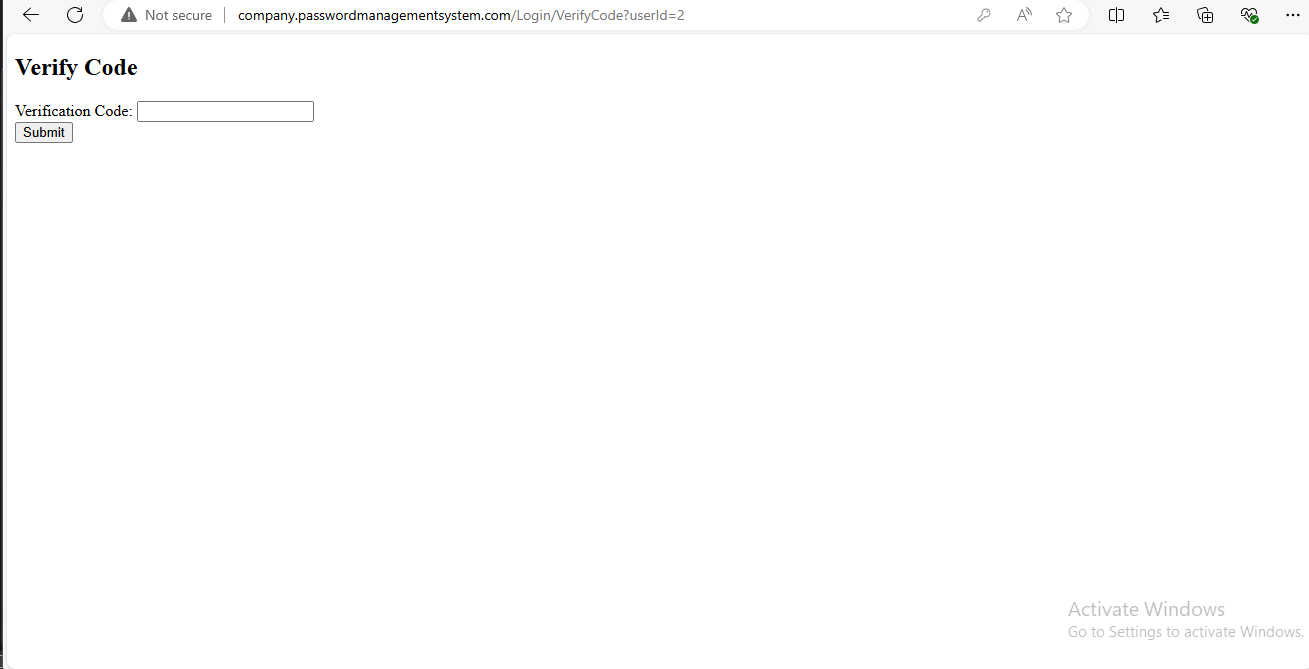 Not secure company.passwordmanagementsystem.com/Login/VerifyCode?userId=2
Verify Code
Verification Code:
Submit
Activate Windows
Go to Settings to activate Windows.